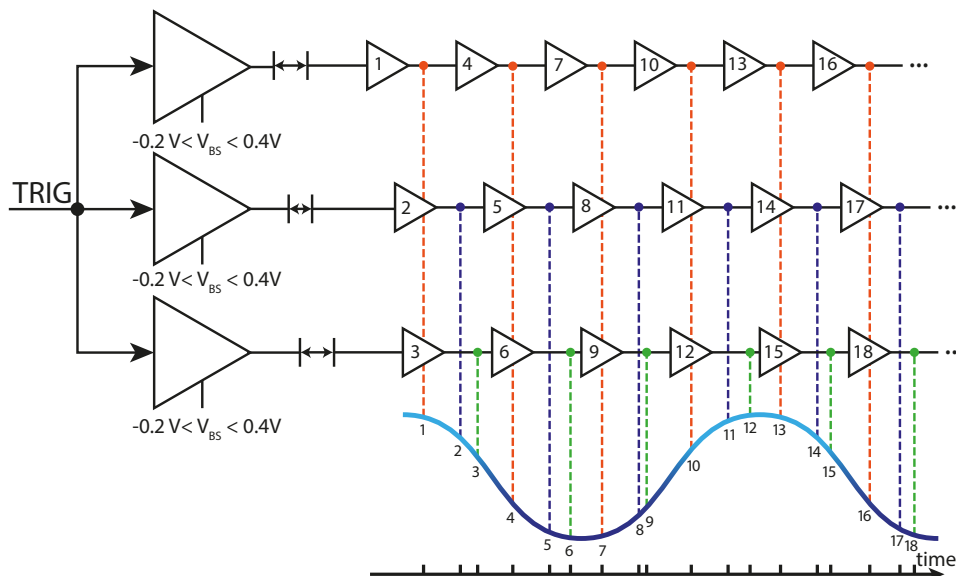 1 4 7 10 13 16 ...
-0.2 V< V_BS < 0.4V
TRIG
2 5 8 11 14 17 ...
-0.2 V< V_BS < 0.4V
3 6 9 12 15 18 ..
-0.2 V< V_BS < 0.4V
1 2 3 4 5 6 7 8 9 10 11 12 13 14 15 16 17 18
time